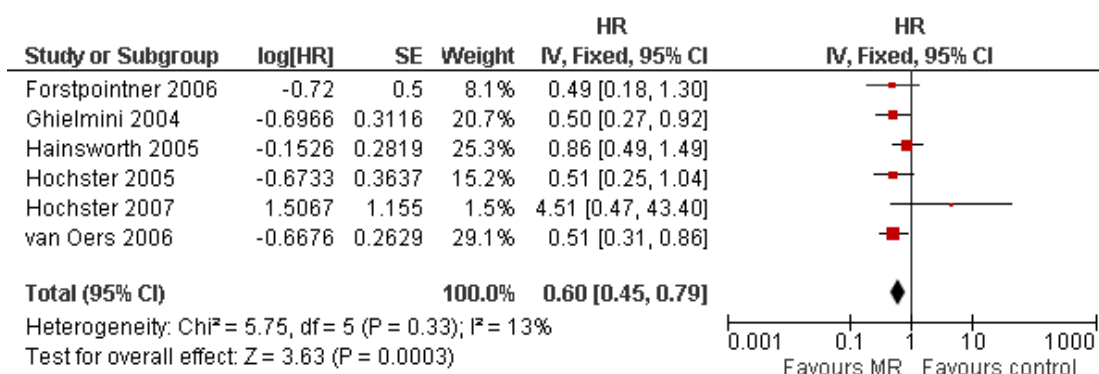 HR HR
Study or Subgroup log[HR] SE Weight IV, Fixed, 95% CI IV, Fixed, 95% CI
Forstpointner 2006 -0.72 0.5 8.1% 0.49 [0.18, 1.30]
Ghielmini 2004 -0.6966 0.3116 20.7% 0.50 [0.27, 0.92]
Hainsworth 2005 -0.1526 0.2819 25.3% 0.86 [0.49, 1.49]
Hochster 2005 -0.6733 0.3637 15.2% 0.51 [0.25, 1.04]
Hochster 2007 1.5067 1.155 1.5% 4.51 [0.47, 43.40]
van Oers 2006 -0.6676 0.2629 29.1% 0.51 [0.31, 0.86]
Total (95% CI) 100.0% 0.60 [0.45, 0.79]
Heterogeneity: Chi² = 5.75, df = 5 (P = 0.33); I² = 13%
Test for overall effect: Z = 3.63 (P = 0.0003)
0.001 0.1 1 10 1000
Favours MR Favours control